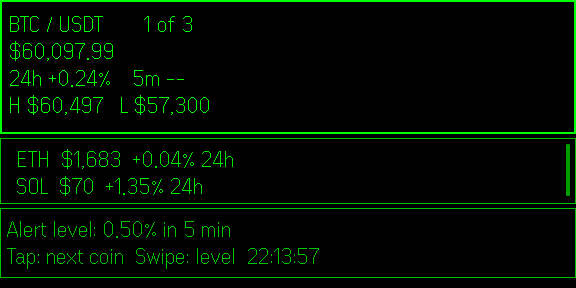 BTC / USDT 1 of 3
$60,097.99
24h +0.24% 5m --
H $60,497 L $57,300
ETH $1,683 +0.04% 24h
SOL $70 +1.35% 24h
Alert level: 0.50% in 5 min
Tap: next coin Swipe: level 22:13:57